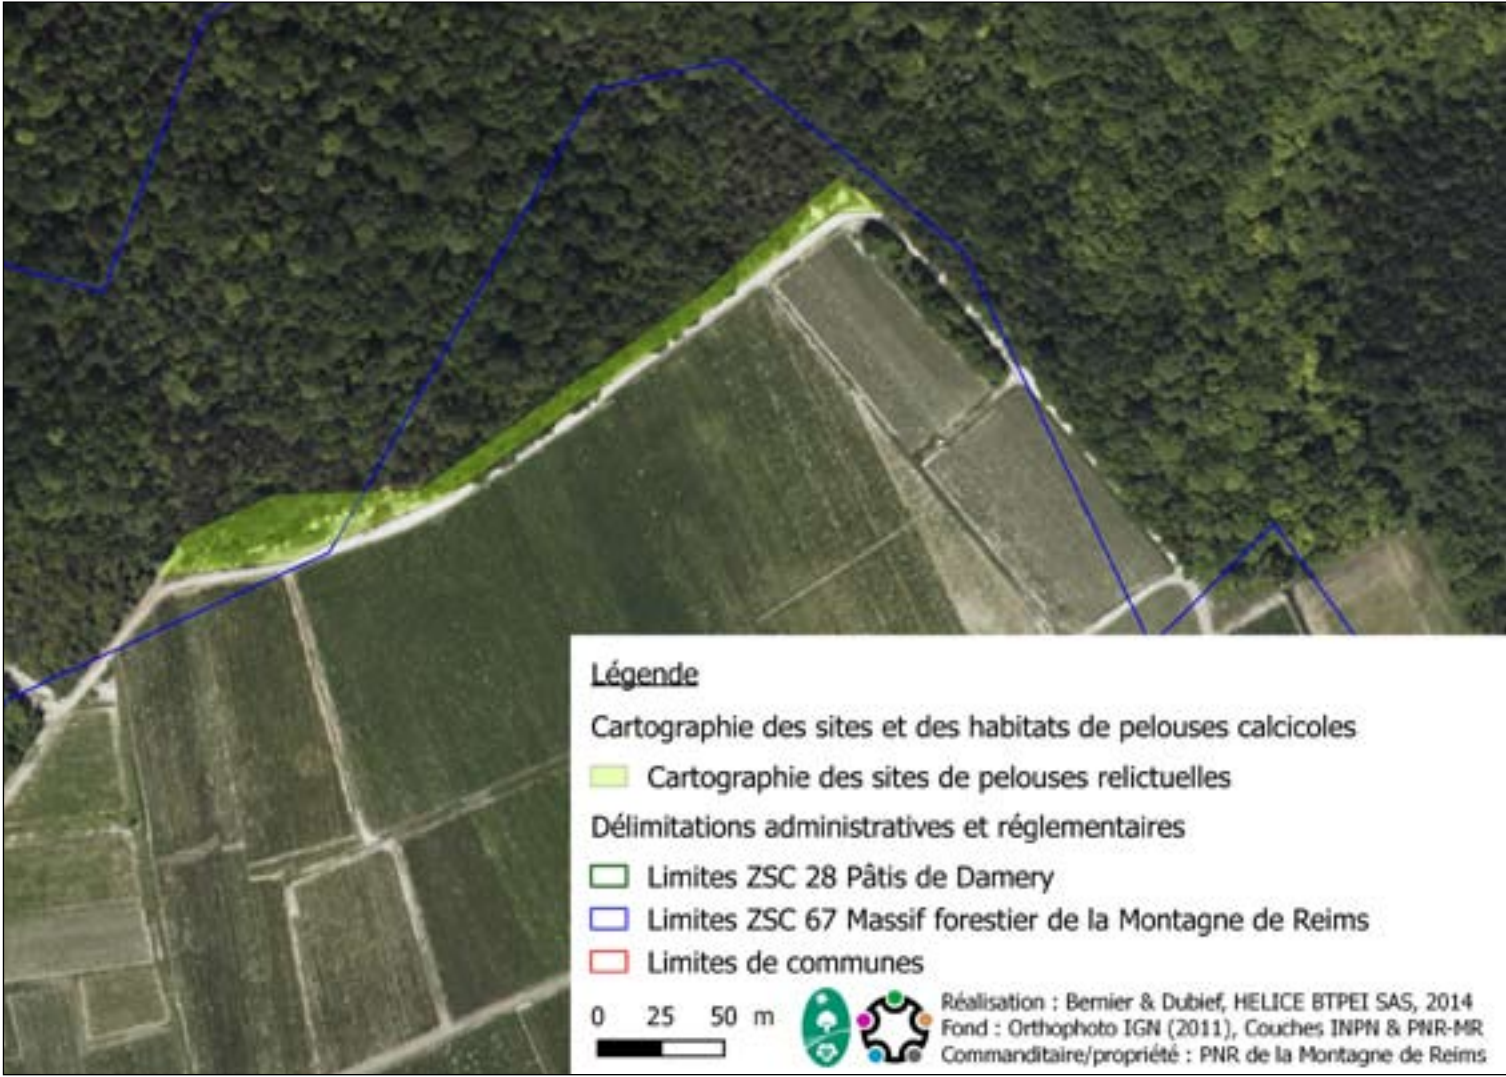 Légende
Cartographie des sites et des habitats de pelouses calcicoles
Cartographie des sites de pelouses relictuelles
Délimitations administratives et réglementaires
Limites ZSC 28 Pâtis de Damery
Limites ZSC 67 Massif forestier de la Montagne de Reims
Limites de communes
0 25 50 m
Réalisation : Bernier & Dubief, HELICE BTPEI SAS, 2014
Fond : Orthophoto IGN (2011), Couches INPN & PNR-MR
Commanditaire/propriété : PNR de la Montagne de Reims